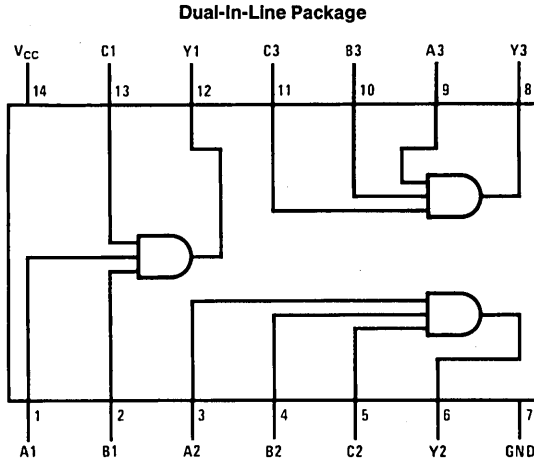 Dual-In-Line Package
VCC C1 Y1 C3 B3 A3 Y3
14 13 12 11 10 9 8
1 2 3 4 5 6 7
A1 B1 A2 B2 C2 Y2 GND